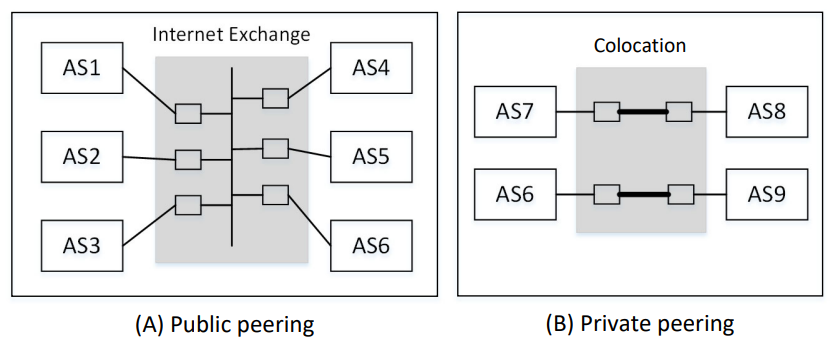 Internet Exchange
AS1
AS4
AS2
AS5
AS3
AS6
(A) Public peering
Colocation
AS7
AS8
AS6
AS9
(B) Private peering